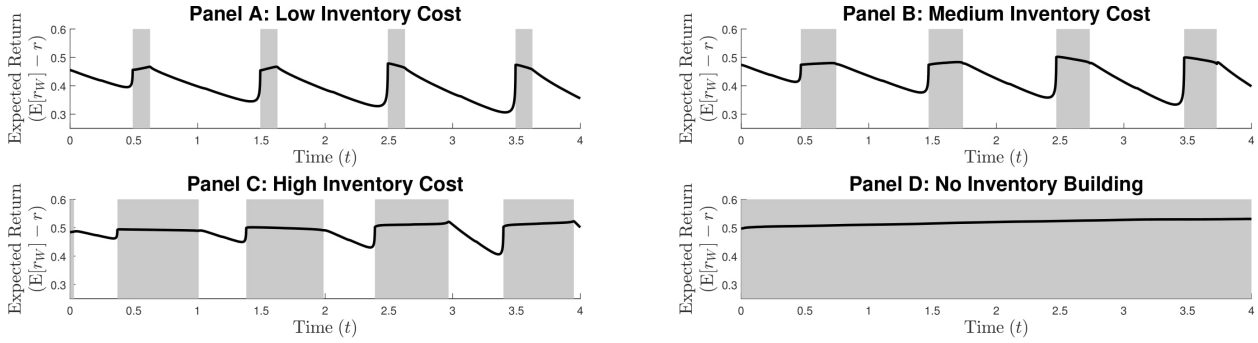 Panel A: Low Inventory Cost
Expected Return
(E[r_W] − r)
0.6
0.5
0.4
0.3
0 0.5 1 1.5 2 2.5 3 3.5 4
Time (t)
Panel B: Medium Inventory Cost
Expected Return
(E[r_W] − r)
0.6
0.5
0.4
0.3
0 0.5 1 1.5 2 2.5 3 3.5 4
Time (t)
Panel C: High Inventory Cost
Expected Return
(E[r_W] − r)
0.6
0.5
0.4
0.3
0 0.5 1 1.5 2 2.5 3 3.5 4
Time (t)
Panel D: No Inventory Building
Expected Return
(E[r_W] − r)
0.6
0.5
0.4
0.3
0 0.5 1 1.5 2 2.5 3 3.5 4
Time (t)